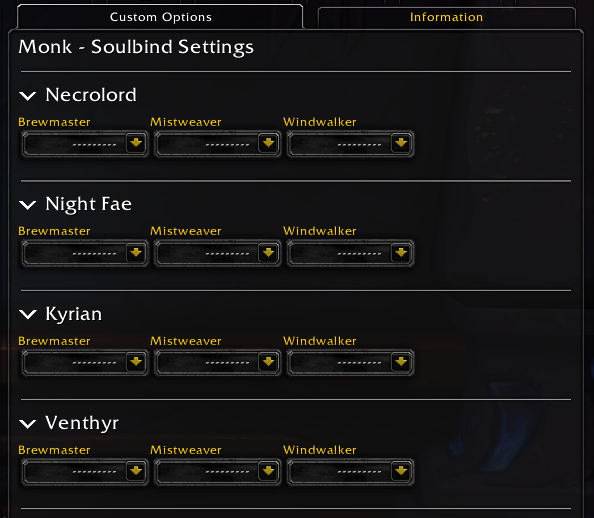 Custom Options Information
Monk - Soulbind Settings
Necrolord
Brewmaster Mistweaver Windwalker
--------- --------- ---------
Night Fae
Brewmaster Mistweaver Windwalker
--------- --------- ---------
Kyrian
Brewmaster Mistweaver Windwalker
--------- --------- ---------
Venthyr
Brewmaster Mistweaver Windwalker
--------- --------- ---------